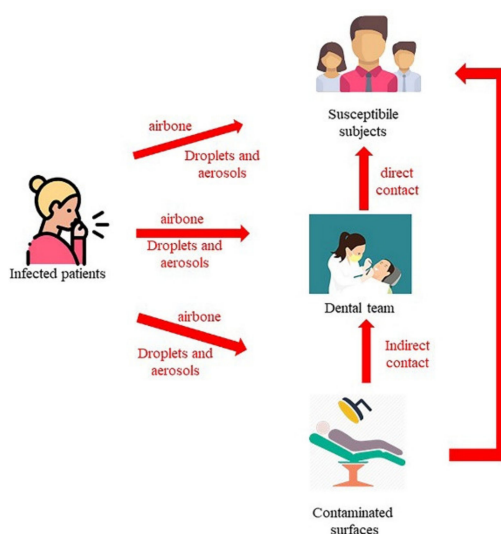 Susceptibile
subjects
airbone
Droplets and
aerosols
direct
contact
Infected patients
airbone
Droplets and
aerosols
Dental team
airbone
Droplets and
aerosols
Indirect
contact
Contaminated
surfaces